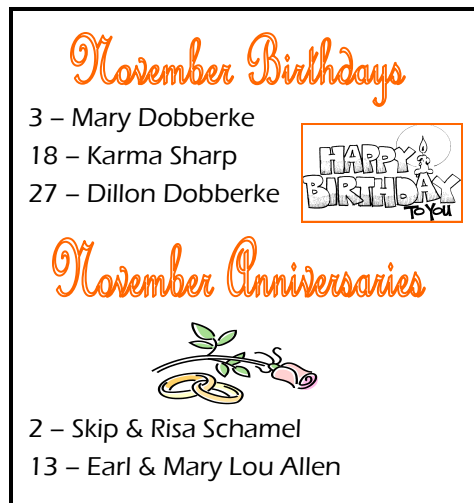 November Birthdays
3 – Mary Dobberke
18 – Karma Sharp
27 – Dillon Dobberke
HAPPY
BIRTHDAY
TO YOU
November Anniversaries
2 – Skip & Risa Schamel
13 – Earl & Mary Lou Allen